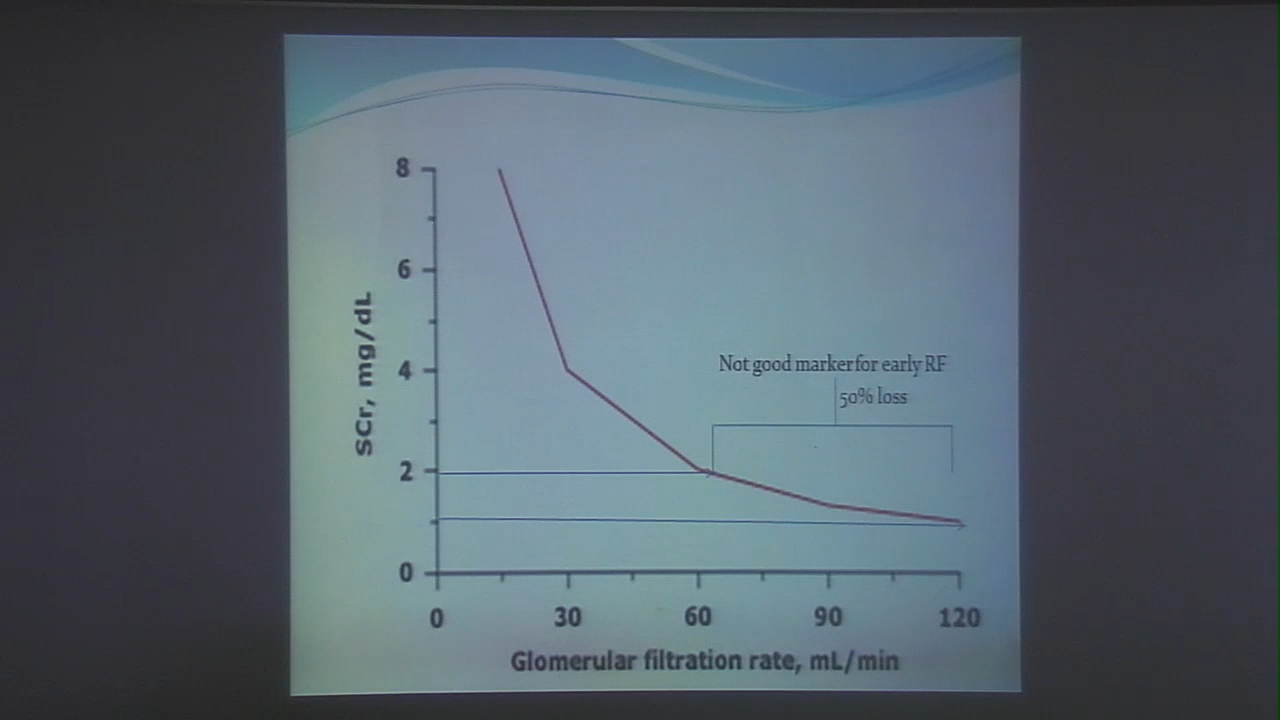 8
6
4
2
0
SCr, mg/dL
Not good marker for early RF
50% loss
0 30 60 90 120
Glomerular filtration rate, mL/min